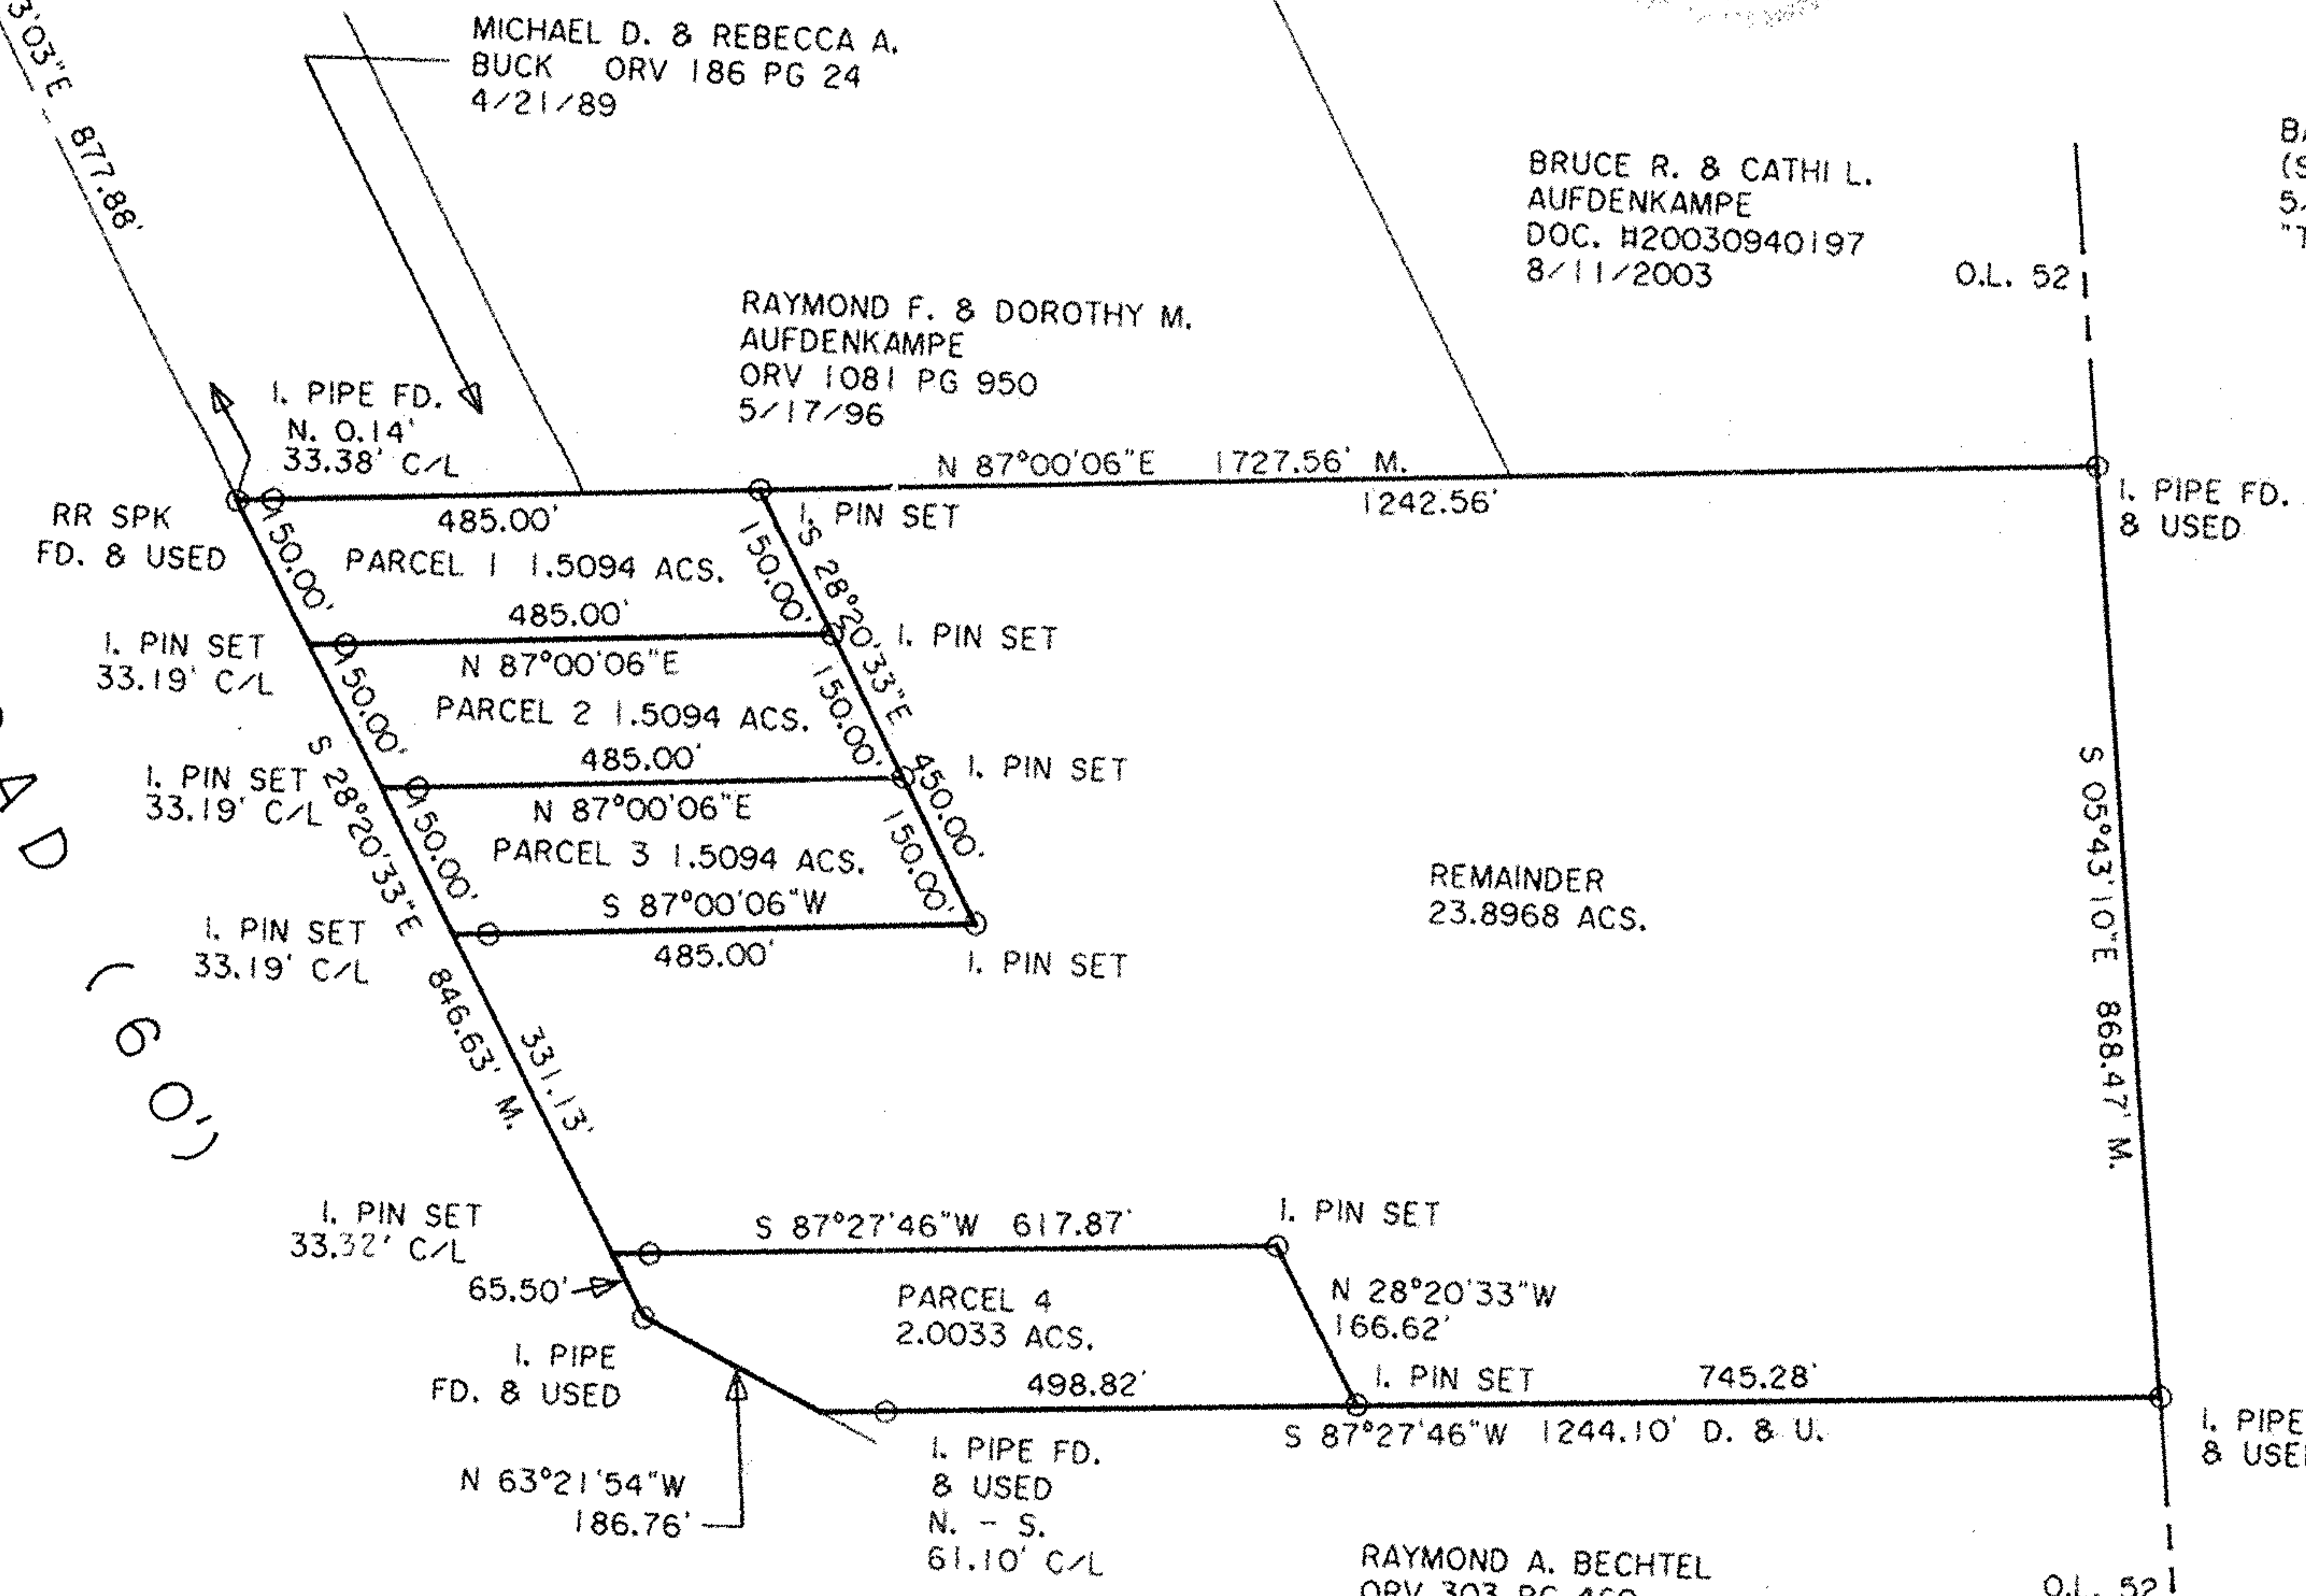 3'03"E 877.88'
MICHAEL D. & REBECCA A.
BUCK ORV 186 PG 24
4/21/89
BRUCE R. & CATHI L.
AUFDENKAMPE
DOC. #20030940197
8/11/2003
O.L. 52
(S
5/
"T
RAYMOND F. & DOROTHY M.
AUFDENKAMPE
ORV 1081 PG 950
5/17/96
I. PIPE FD.
N. 0.14'
33.38' C/L
N 87°00'06"E 1727.56' M.
1242.56'
RR SPK
FD. & USED
485.00'
I. PIN SET
I. PIPE FD.
& USED
150.00'
PARCEL 1 1.5094 ACS.
150.00'
S 28°20'33"E
450.00'
485.00'
I. PIN SET
33.19' C/L
N 87°00'06"E
I. PIN SET
150.00'
PARCEL 2 1.5094 ACS.
150.00'
485.00'
I. PIN SET
33.19' C/L
N 87°00'06"E
I. PIN SET
150.00'
PARCEL 3 1.5094 ACS.
150.00'
S 87°00'06"W
485.00'
I. PIN SET
33.19' C/L
I. PIN SET
S 28°20'33"E 846.63' M.
331.13'
AD (60')
REMAINDER
23.8968 ACS.
S 05°43'10"E 868.47' M.
I. PIN SET
33.32' C/L
S 87°27'46"W 617.87'
I. PIN SET
65.50'
PARCEL 4
2.0033 ACS.
N 28°20'33"W
166.62'
I. PIPE
FD. & USED
498.82'
I. PIN SET
745.28'
S 87°27'46"W 1244.10' D. & U.
I. PIPE
& USE
N 63°21'54"W
186.76'
I. PIPE FD.
& USED
N. - S.
61.10' C/L
RAYMOND A. BECHTEL
ORV 303 PG 460
O.L. 52